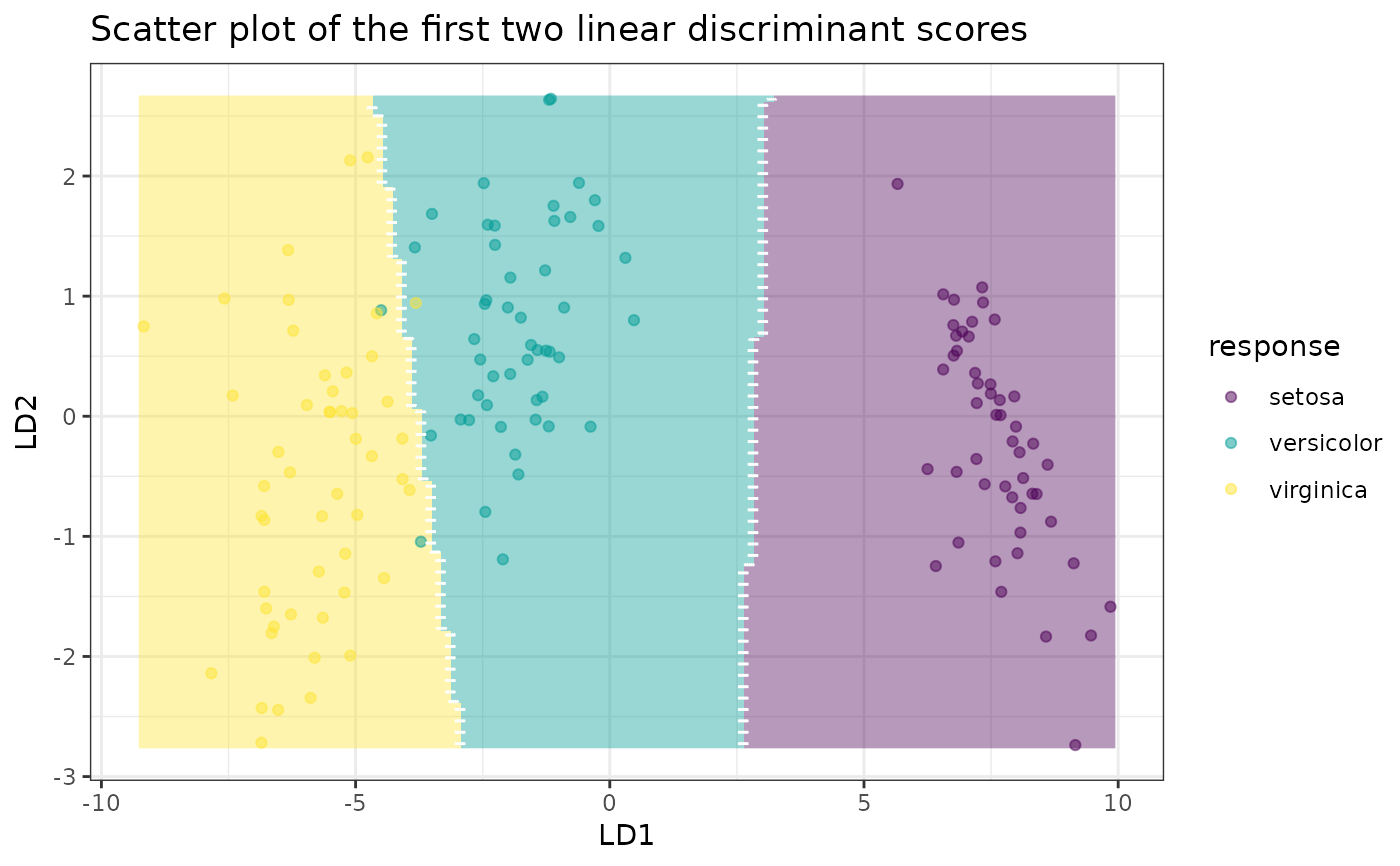 Scatter plot of the first two linear discriminant scores
LD2
2
1
0
-1
-2
-3
-10
-5
0
5
10
LD1
response
setosa
versicolor
virginica